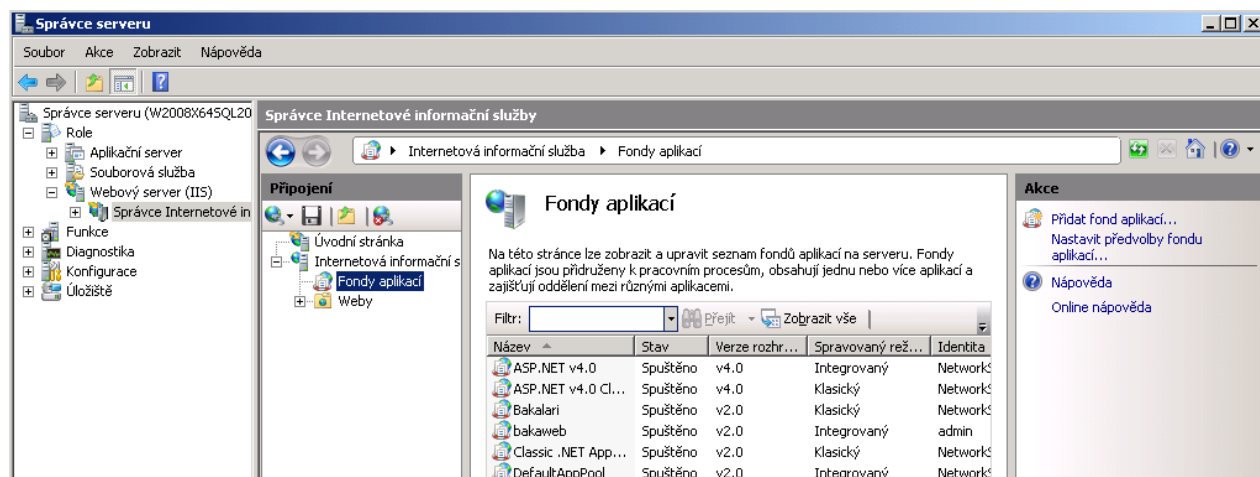 Správce serveru
Soubor Akce Zobrazit Nápověda
Správce serveru (W2008X64SQL20
Role
Aplikační server
Souborová služba
Webový server (IIS)
Správce Internetové in
Funkce
Diagnostika
Konfigurace
Úložiště
Správce Internetové informační služby
Internetová informační služba Fondy aplikací
Připojení
Úvodní stránka
Internetová informační s
Fondy aplikací
Weby
Fondy aplikací
Na této stránce lze zobrazit a upravit seznam fondů aplikací na serveru. Fondy
aplikací jsou přidruženy k pracovním procesům, obsahují jednu nebo více aplikací a
zajišťují oddělení mezi různými aplikacemi.
Filtr: Přejít Zobrazit vše
Název Stav Verze rozhr... Spravovaný rež... Identita
ASP.NET v4.0 Spuštěno v4.0 Integrovaný NetworkS
ASP.NET v4.0 Cl... Spuštěno v4.0 Klasický NetworkS
Bakalari Spuštěno v2.0 Klasický NetworkS
bakaweb Spuštěno v2.0 Integrovaný admin
Classic .NET App... Spuštěno v2.0 Klasický NetworkS
DefaultAppPool Spuštěno v2.0 Integrovaný NetworkS
Akce
Přidat fond aplikací...
Nastavit předvolby fondu
aplikací...
Nápověda
Online nápověda